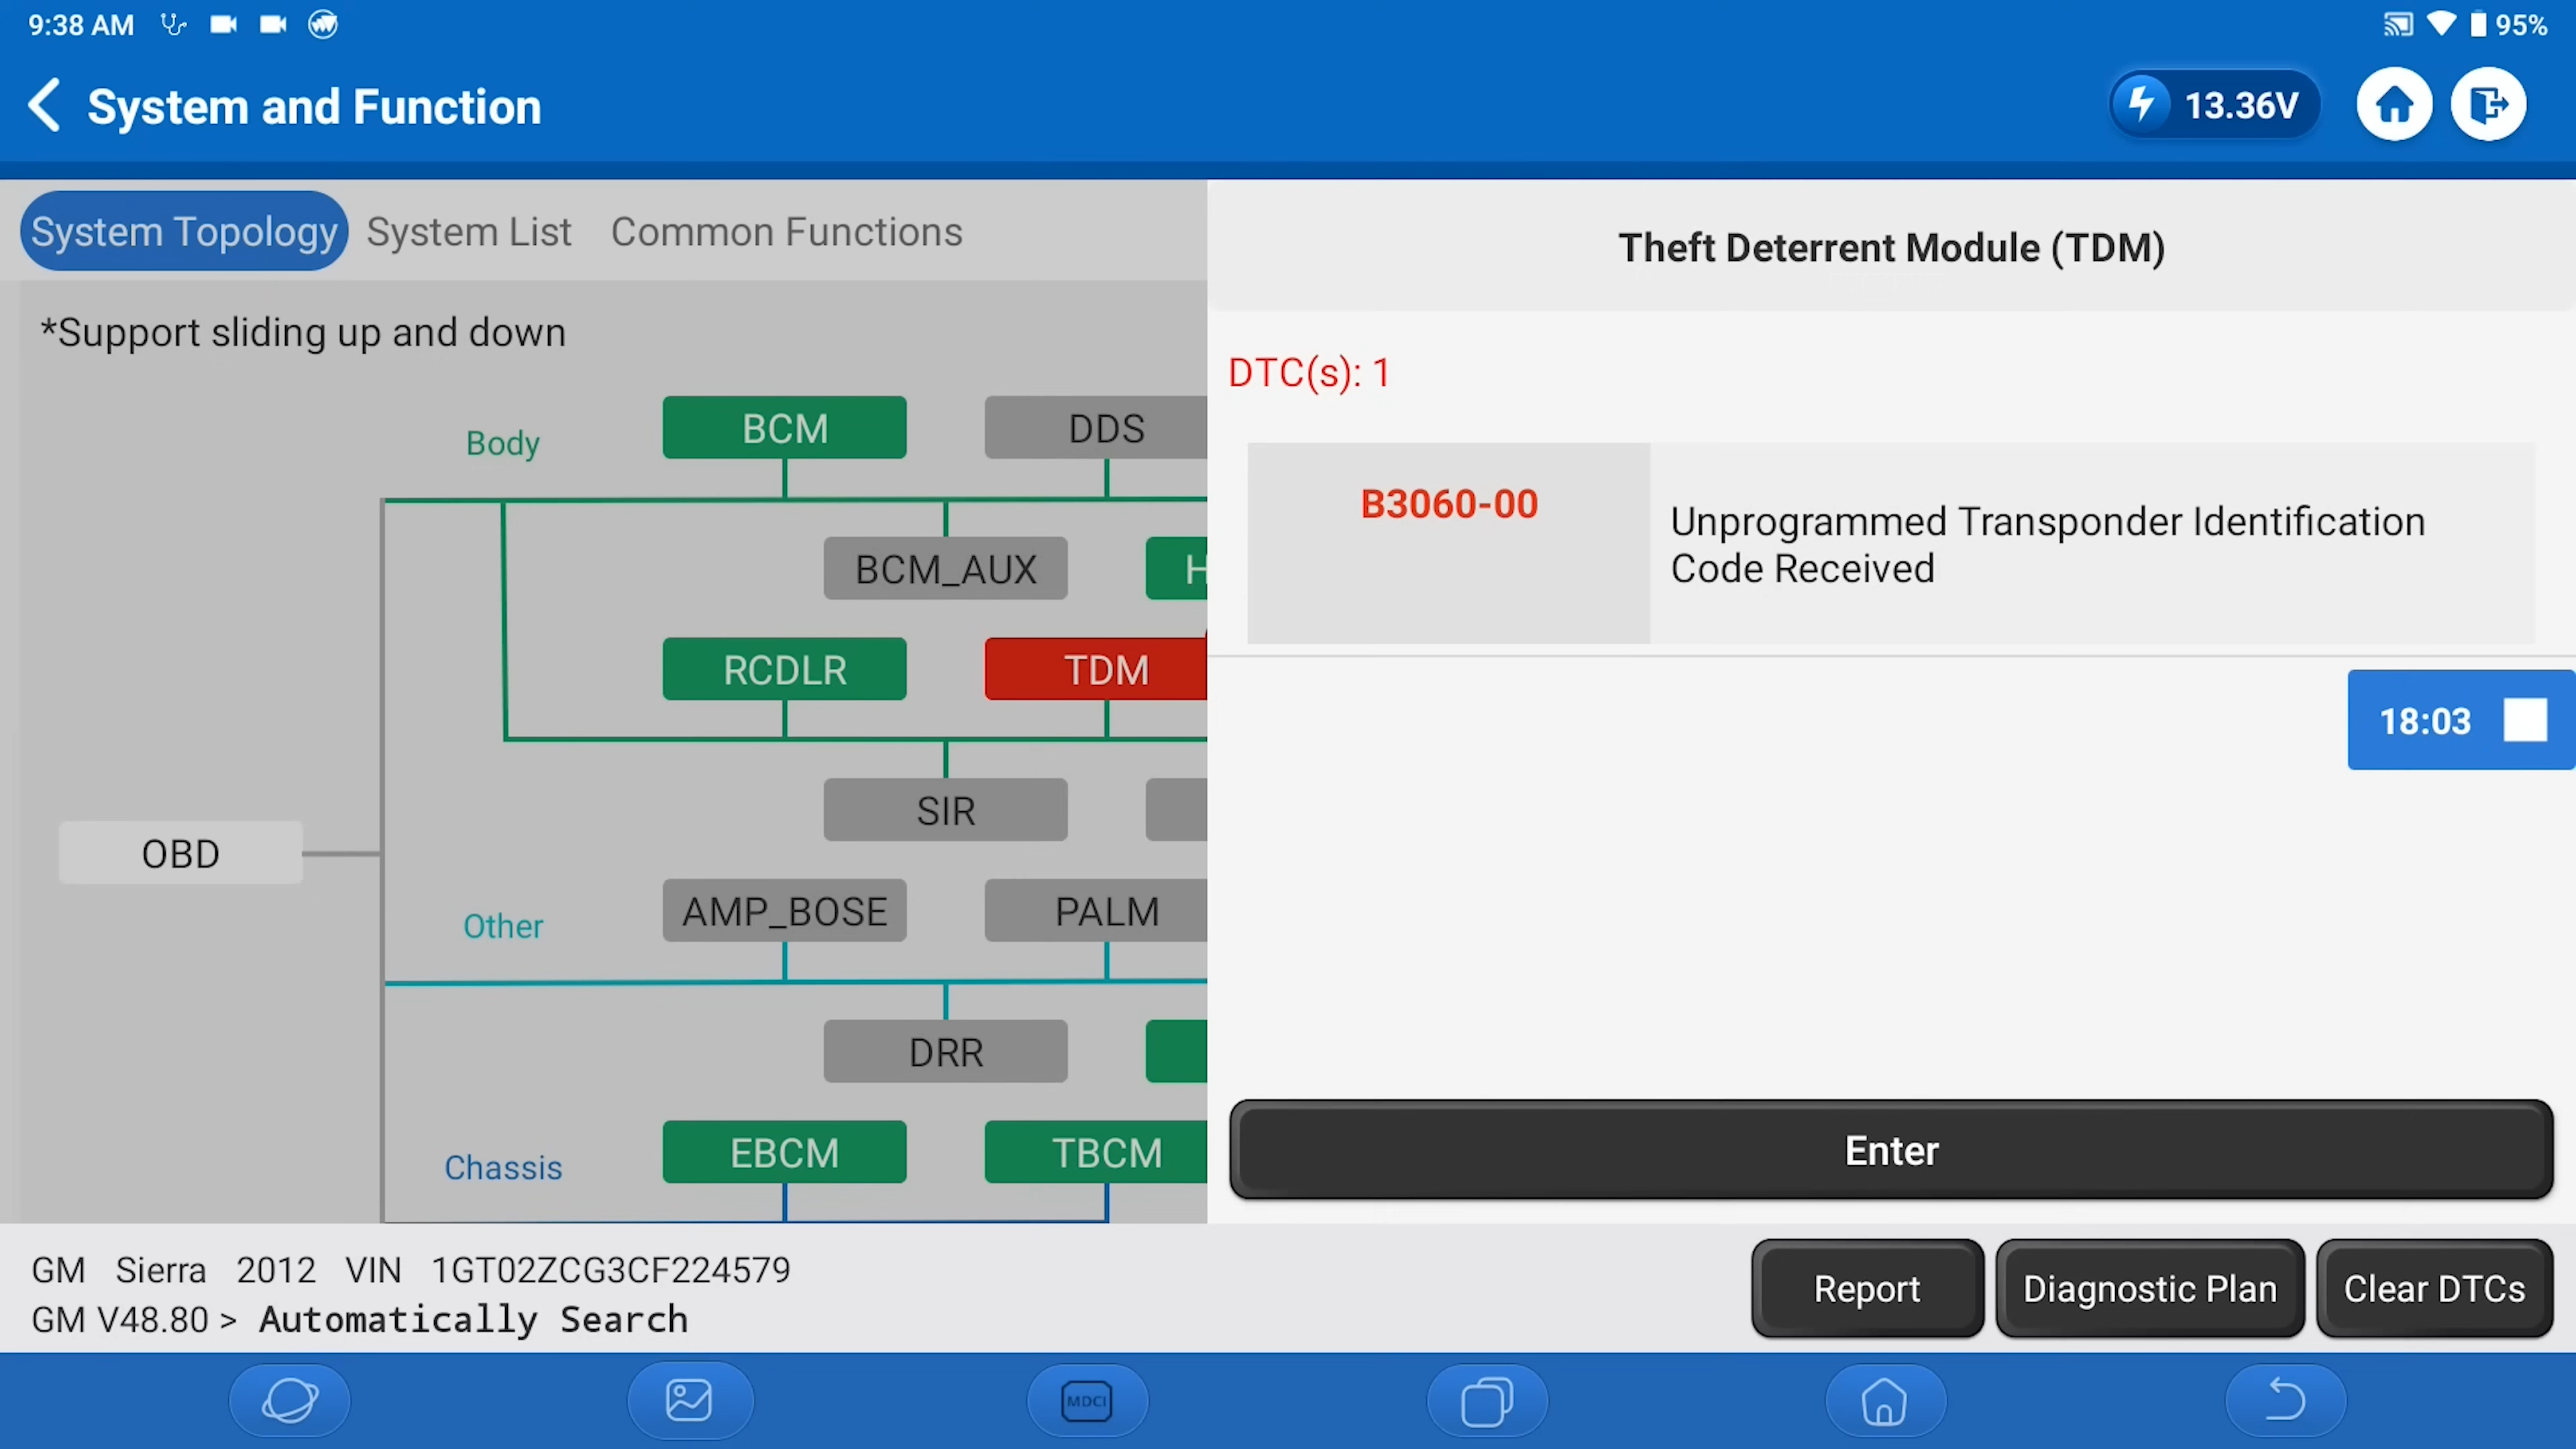 9:38 AM
95%
System and Function
13.36V
System Topology System List Common Functions
*Support sliding up and down
Body
BCM
DDS
BCM_AUX
H
RCDLR
TDM
SIR
OBD
Other
AMP_BOSE
PALM
DRR
Chassis
EBCM
TBCM
Theft Deterrent Module (TDM)
DTC(s): 1
B3060-00
Unprogrammed Transponder Identification
Code Received
18:03
Enter
GM Sierra 2012 VIN 1GT02ZCG3CF224579
GM V48.80 > Automatically Search
Report
Diagnostic Plan
Clear DTCs
MDCI